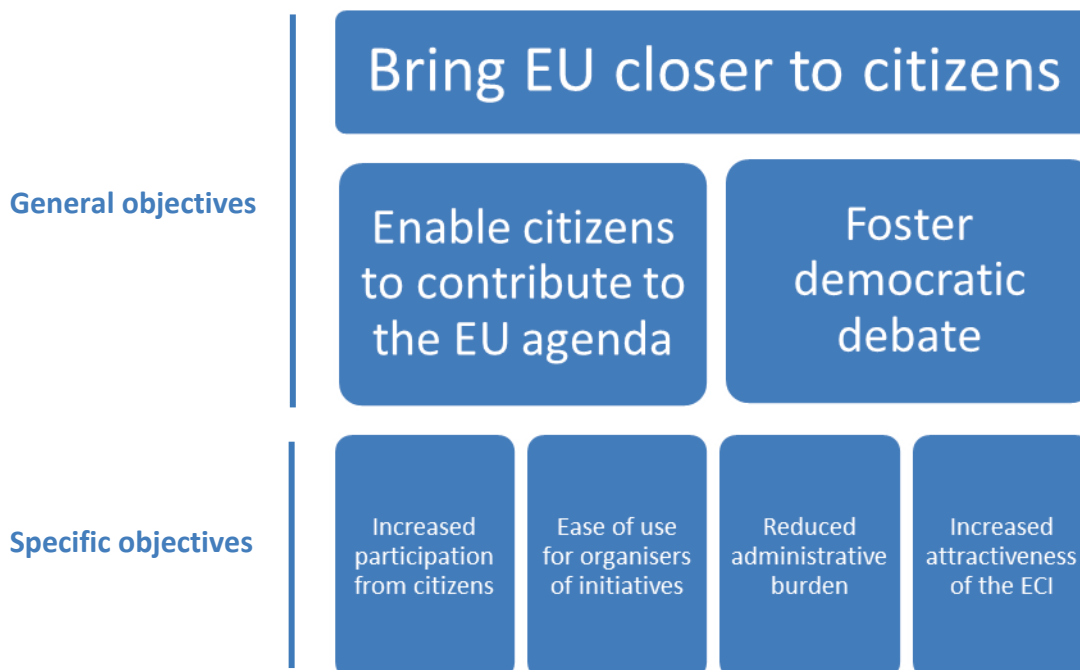 Bring EU closer to citizens
General objectives
Enable citizens
to contribute to
the EU agenda
Foster
democratic
debate
Specific objectives
Increased
participation
from citizens
Ease of use
for organisers
of initiatives
Reduced
administrative
burden
Increased
attractiveness
of the ECI